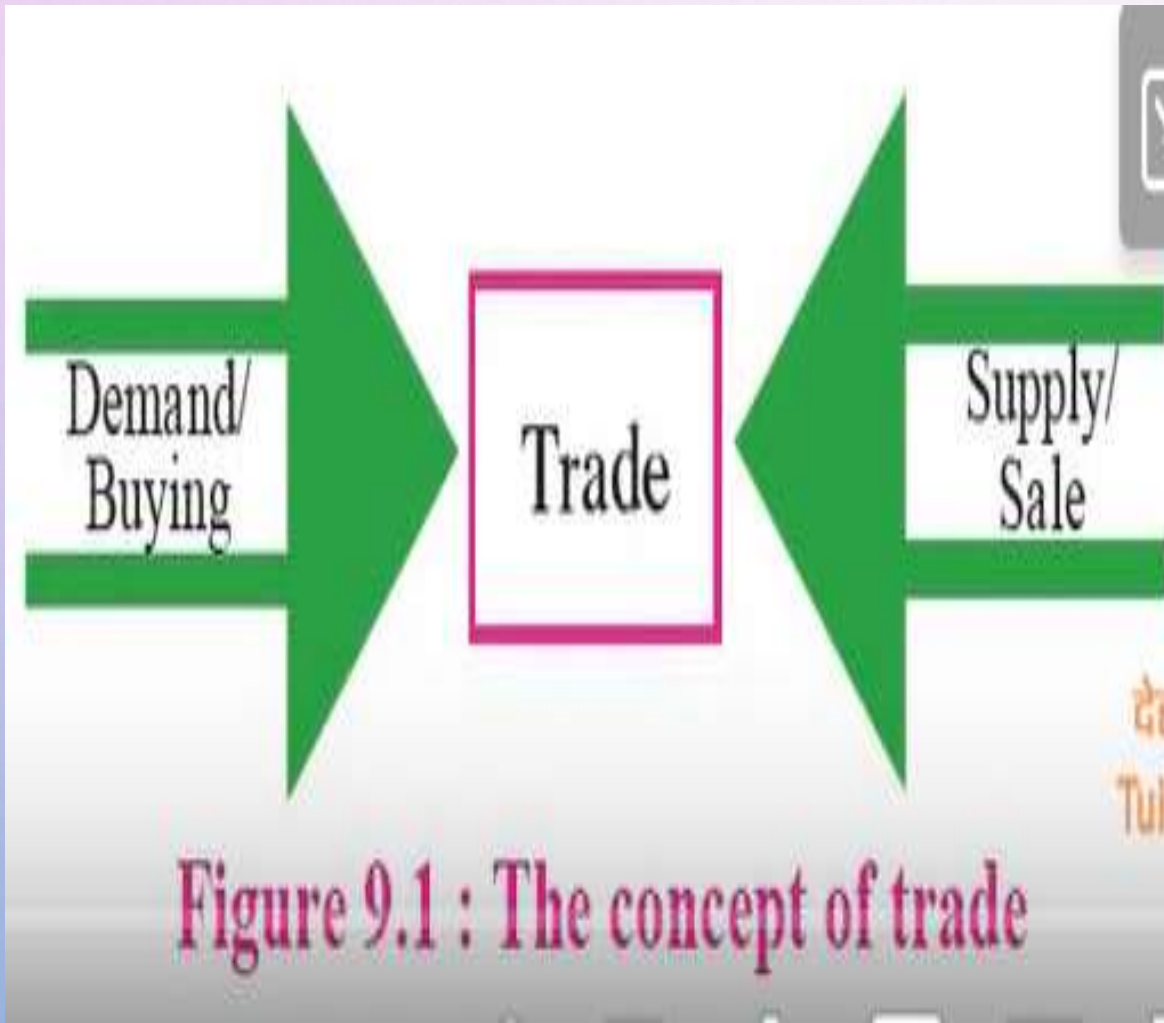 Demand/
Buying
Trade
Supply/
Sale
Figure 9.1 : The concept of trade